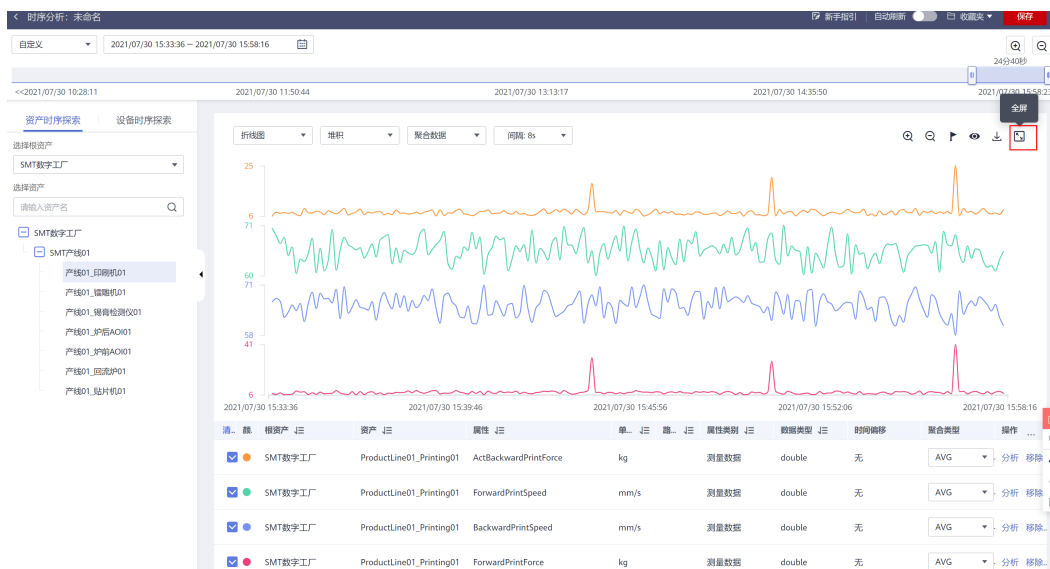 < 时序分析：未命名 新手指引 自动刷新 收藏夹 保存
自定义 2021/07/30 15:33:36 — 2021/07/30 15:58:16
24分40秒
<<2021/07/30 10:28:11 2021/07/30 11:50:44 2021/07/30 13:13:17 2021/07/30 14:35:50 2021/07/30 15:58:23
全屏
资产时序探索 设备时序探索
选择根资产
SMT数字工厂
选择资产
请输入资产名
SMT数字工厂
SMT产线01
产线01_印刷机01
产线01_镭雕机01
产线01_锡膏检测仪01
产线01_炉后AOI01
产线01_炉前AOI01
产线01_回流炉01
产线01_贴片机01
折线图 堆积 聚合数据 间隔: 8s
25
6
71
60
71
58
41
6
2021/07/30 15:33:36 2021/07/30 15:39:46 2021/07/30 15:45:56 2021/07/30 15:52:06 2021/07/30 15:58:16
清... 颜. 根资产 资产 属性 单... 路... 属性类别 数据类型 时间偏移 聚合类型 操作 ...
SMT数字工厂 ProductLine01_Printing01 ActBackwardPrintForce kg 测量数据 double 无 AVG 分析 移除
SMT数字工厂 ProductLine01_Printing01 ForwardPrintSpeed mm/s 测量数据 double 无 AVG 分析 移除
SMT数字工厂 ProductLine01_Printing01 BackwardPrintSpeed mm/s 测量数据 double 无 AVG 分析 移除..
SMT数字工厂 ProductLine01_Printing01 ForwardPrintForce kg 测量数据 double 无 AVG 分析 移除..